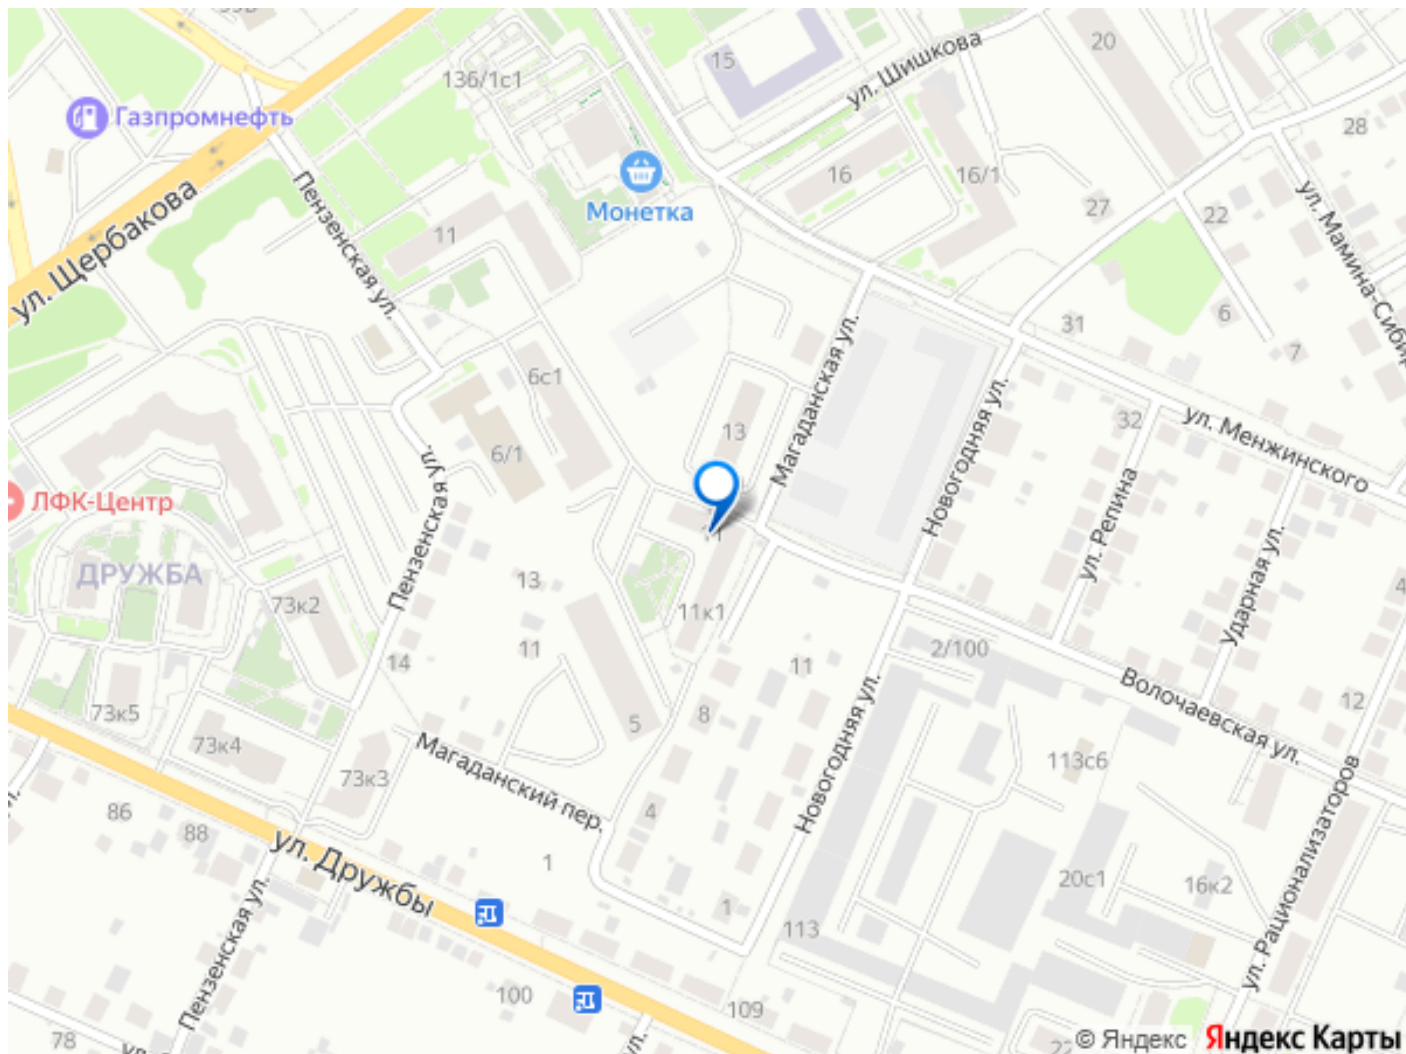 136/1с1
15
20
ул. Шишкова
Газпромнефть
28
Монетка
16
16/1
27
22
ул. Мамина-Сибир
Пензенская ул.
11
ул. Щербакова
6
31
7
Магаданская ул.
6с1
13
32
ул. Менжинского
6/1
Новогодняя ул.
ул. Репина
Ударная ул.
ЛФК-Центр
Пензенская ул.
ДРУЖБА
73к2
13
11к1
4
11
14
11
2/100
Волочаевская ул.
12
73к5
73к4
5
8
Новогодняя ул.
Магаданский пер.
73к3
113с6
86
88
4
ул. Рационализаторов
ул. Дружбы
1
20с1
16к2
Пензенская ул.
1
113
100
109
78
22
© Яндекс
Яндекс Карты